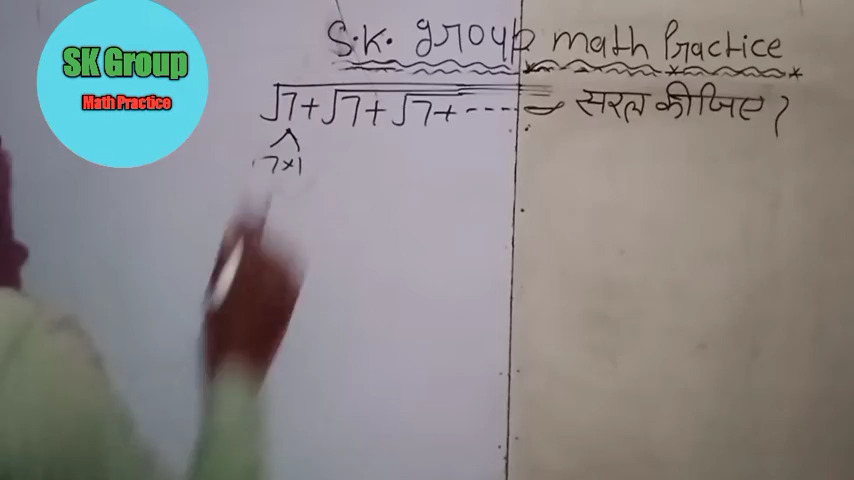 SK Group
Math Practice
S.K. group math Practice
√7+√7+√7+---- = सरल कीजिए ?
7×1